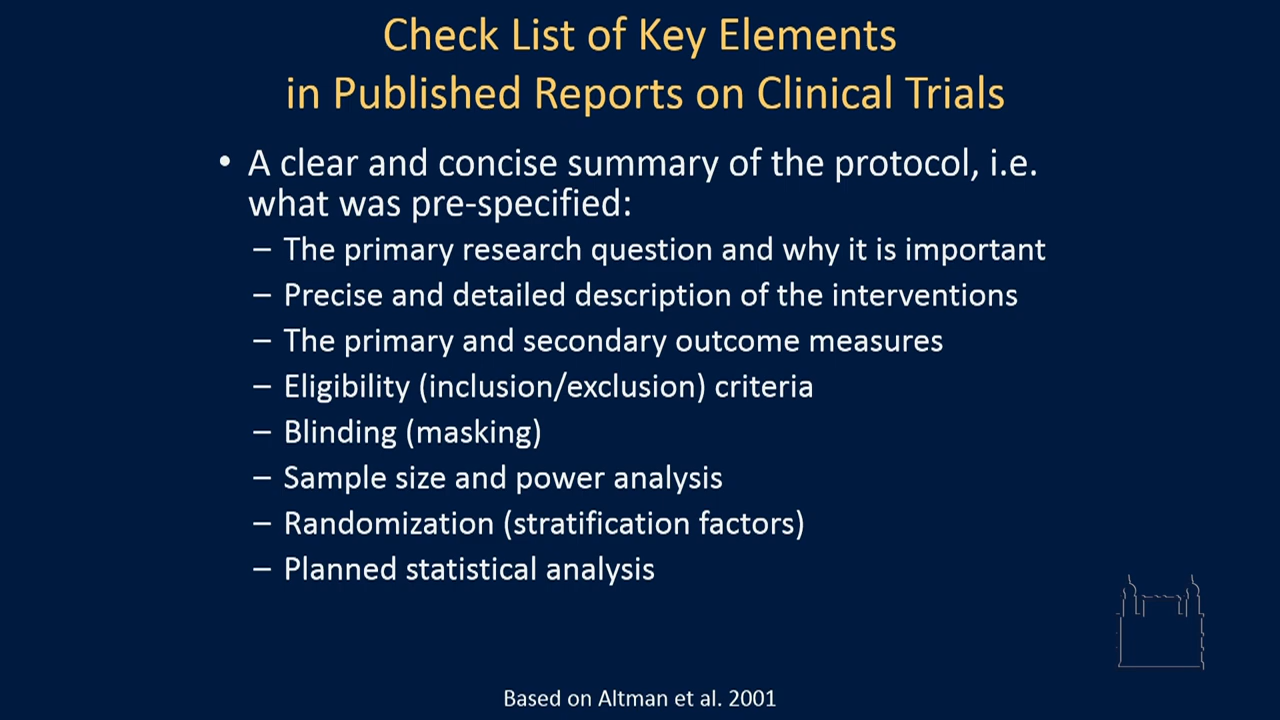 Check List of Key Elements
in Published Reports on Clinical Trials
• A clear and concise summary of the protocol, i.e.
what was pre-specified:
– The primary research question and why it is important
– Precise and detailed description of the interventions
– The primary and secondary outcome measures
– Eligibility (inclusion/exclusion) criteria
– Blinding (masking)
– Sample size and power analysis
– Randomization (stratification factors)
– Planned statistical analysis
Based on Altman et al. 2001